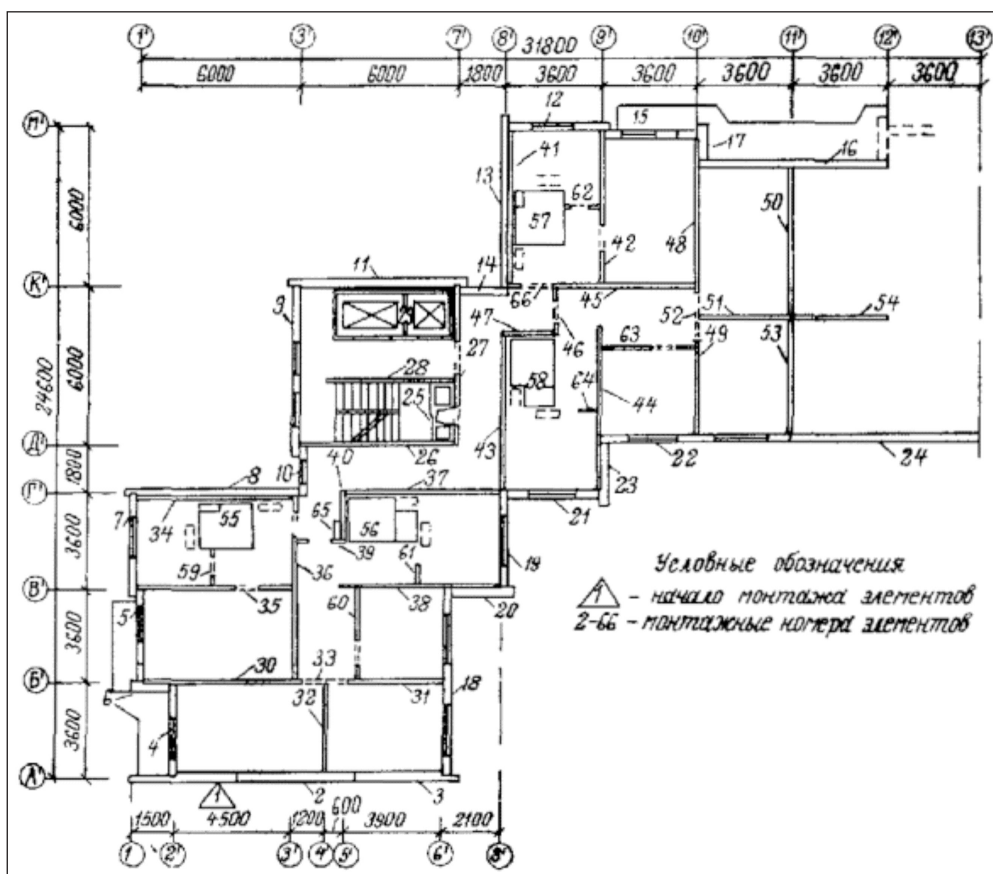 1' 3' 7' 8' 9' 10' 11' 12' 13'
31800
6000 6000 1800 3600 3600 3600 3600 3600
М' К' Д' Г' В' Б' А'
24600
6000 6000 1800 3600 3600
12 15 17 16
41 13 62 57 42 48 50
11 14 66 45 51 54
9 47 46 52 49 53
27 63
28 58 64 44
25 43
26 22 24
10 40 37 23
8 21
7 34 55 65 56
39 61 19
59 36
35 38 20
5 60
30 33 31 18
6 32
4
1 2 3
Условные обозначения
1 - начало монтажа элементов
2-66 - монтажные номера элементов
1500 4500 1200 600 3900 2100
1 2' 3' 4' 5' 6' 8'